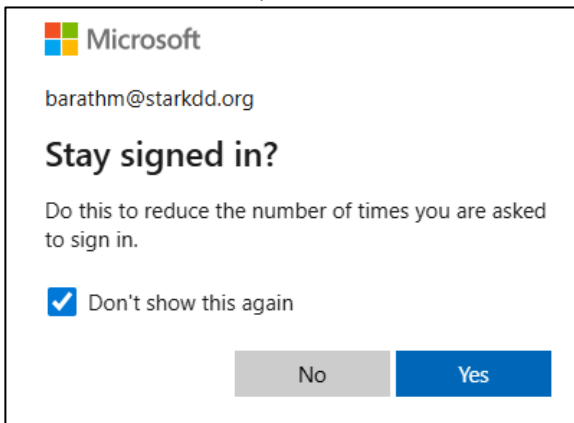 Microsoft
barathm@starkdd.org
Stay signed in?
Do this to reduce the number of times you are asked
to sign in.
Don't show this again
No
Yes